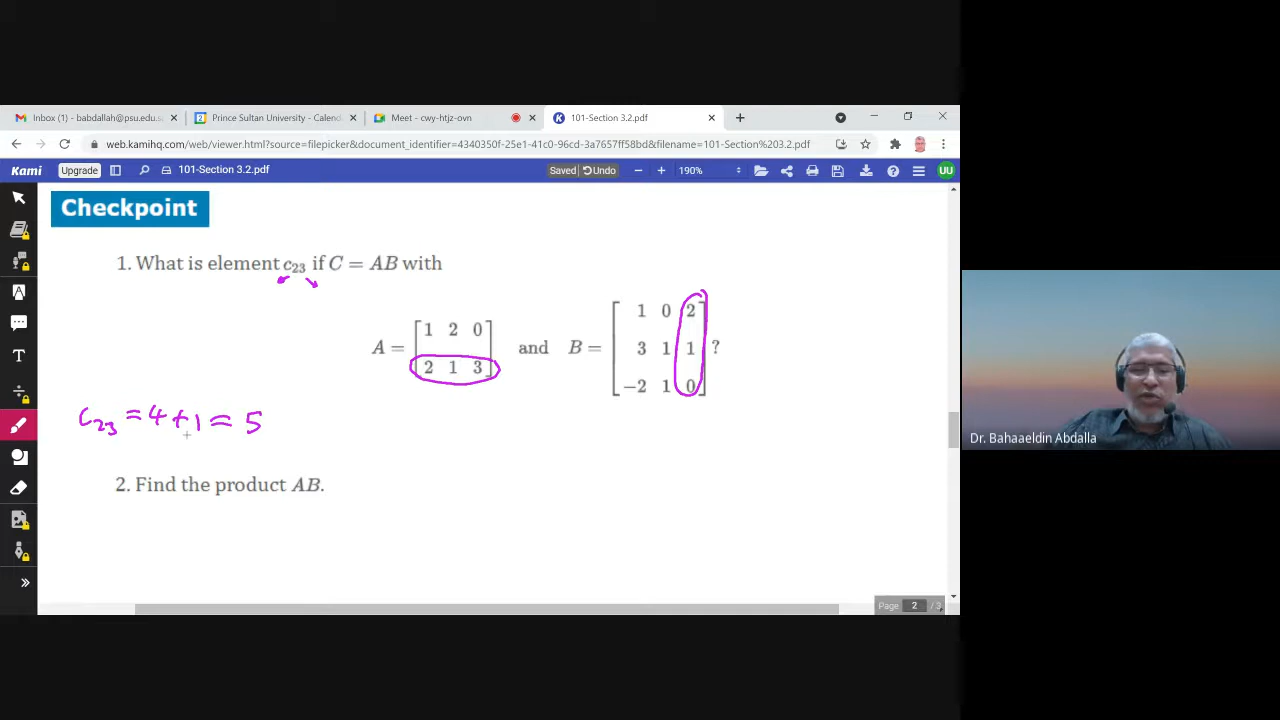 Inbox (1) - babdallah@psu.edu.s
Prince Sultan University - Calend
Meet - cwy-htjz-ovn
101-Section 3.2.pdf
web.kamihq.com/web/viewer.html?source=filepicker&document_identifier=4340350f-25e1-41c0-96cd-3a7657ff58bd&filename=101-Section%203.2.pdf
Kami Upgrade 101-Section 3.2.pdf Saved Undo 190% UU
Checkpoint
1. What is element c₂₃ if C = AB with
A = [1 2 0; 2 1 3] and B = [1 0 2; 3 1 1; −2 1 0] ?
C₂₃ = 4 + 1 = 5
2. Find the product AB.
Page 2 / 3
Dr. Bahaaeldin Abdalla